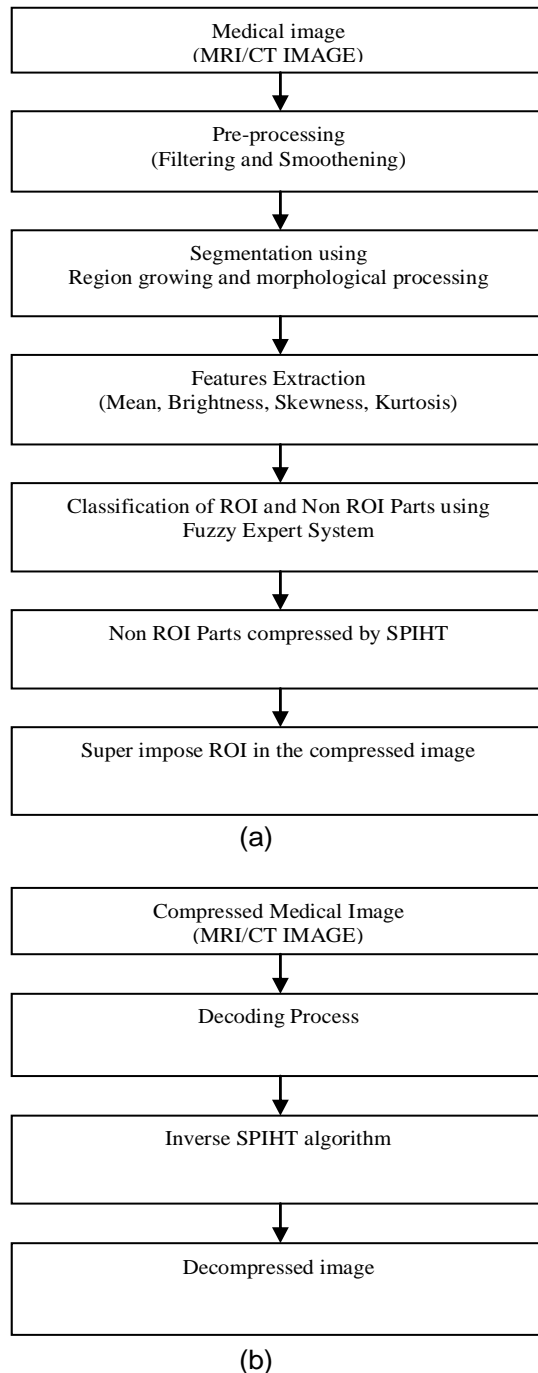 Medical image
(MRI/CT IMAGE)
Pre-processing
(Filtering and Smoothening)
Segmentation using
Region growing and morphological processing
Features Extraction
(Mean, Brightness, Skewness, Kurtosis)
Classification of ROI and Non ROI Parts using
Fuzzy Expert System
Non ROI Parts compressed by SPIHT
Super impose ROI in the compressed image
(a)
Compressed Medical Image
(MRI/CT IMAGE)
Decoding Process
Inverse SPIHT algorithm
Decompressed image
(b)